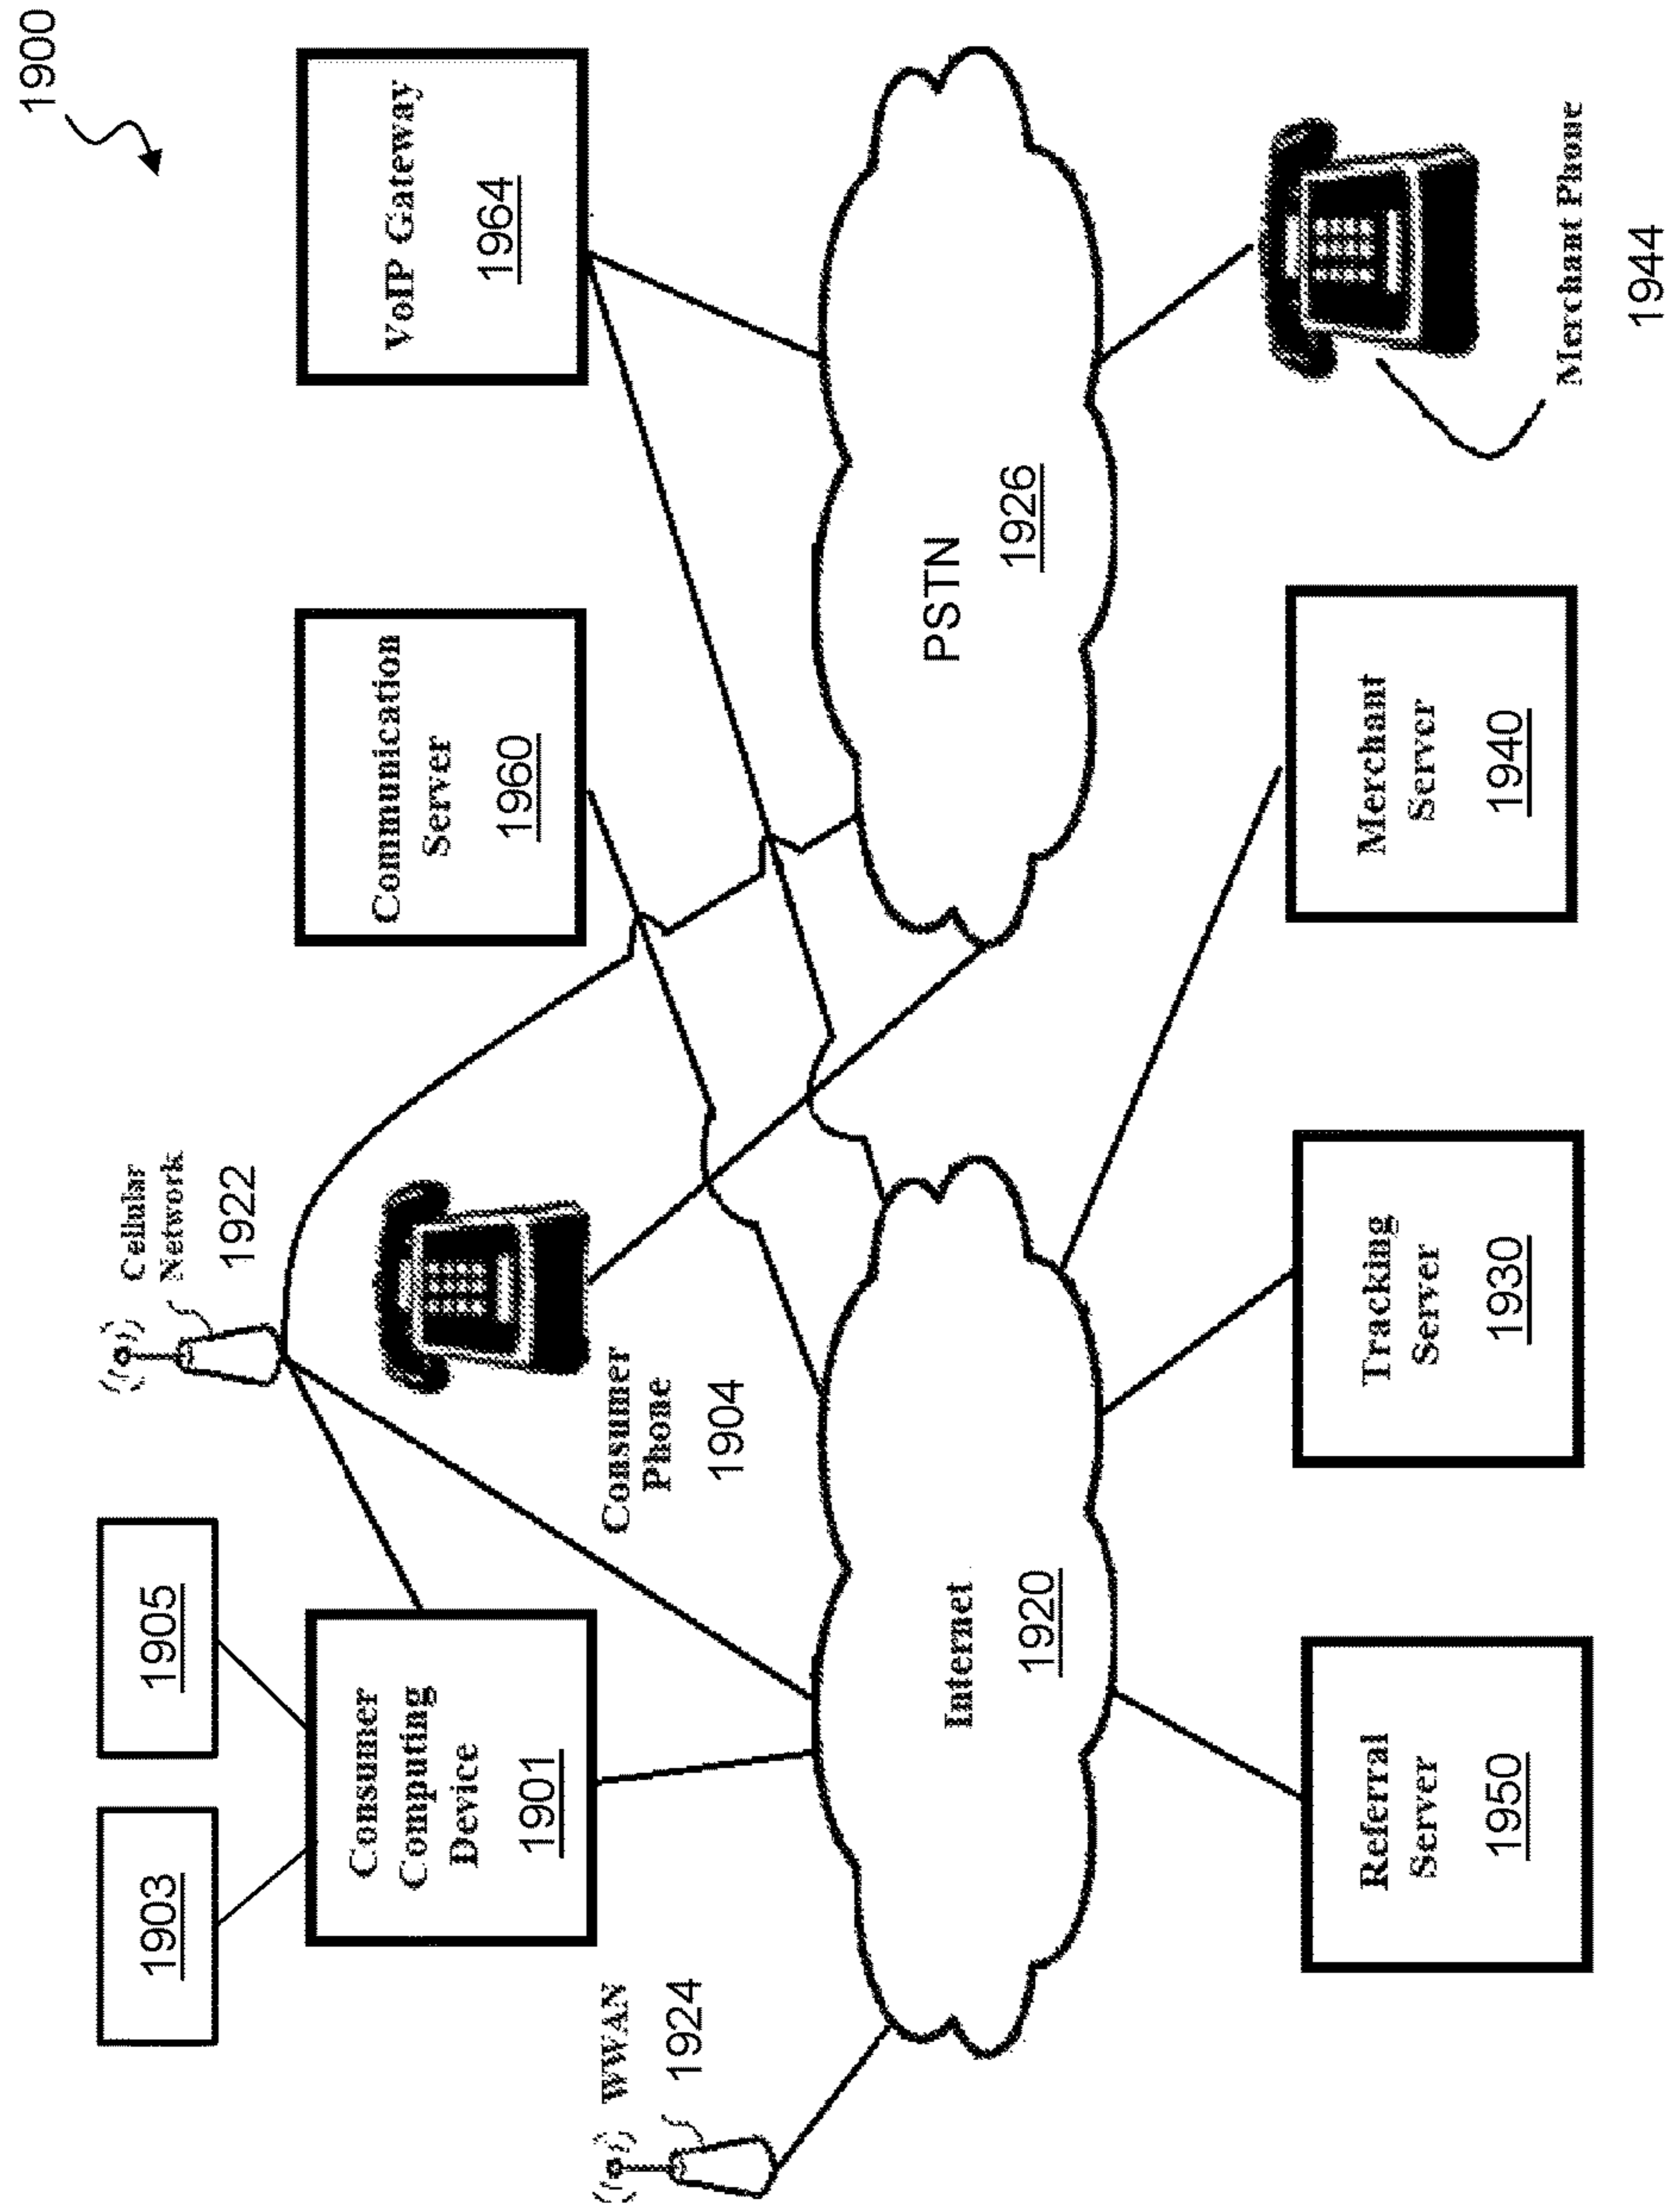 1900
1903
1905
Cellular
Network
1922
Consumer
Computing
Device
1901
Communication
Server
1960
VoIP Gateway
1964
WWAN
1924
Consumer
Phone
1904
Internet
1920
PSTN
1926
Referral
Server
1950
Tracking
Server
1930
Merchant
Server
1940
Merchant Phone
1944